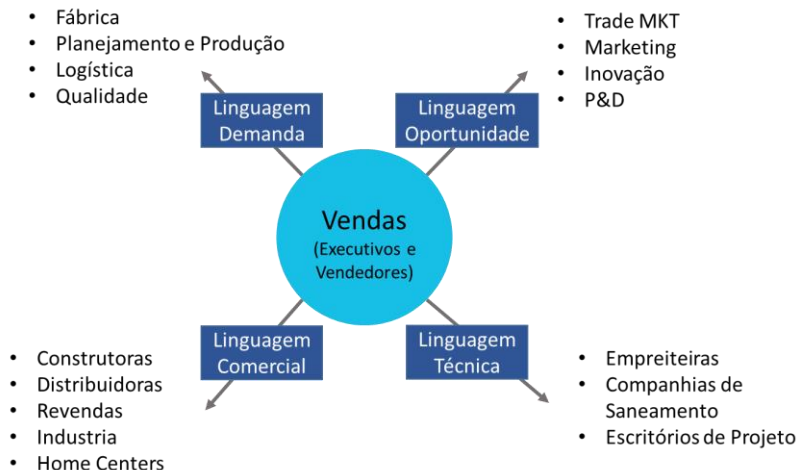 • Fábrica
• Planejamento e Produção
• Logística
• Qualidade
• Trade MKT
• Marketing
• Inovação
• P&D
Linguagem
Demanda
Linguagem
Oportunidade
Vendas
(Executivos e
Vendedores)
Linguagem
Comercial
Linguagem
Técnica
• Construtoras
• Distribuidoras
• Revendas
• Industria
• Home Centers
• Empreiteiras
• Companhias de
Saneamento
• Escritórios de Projeto